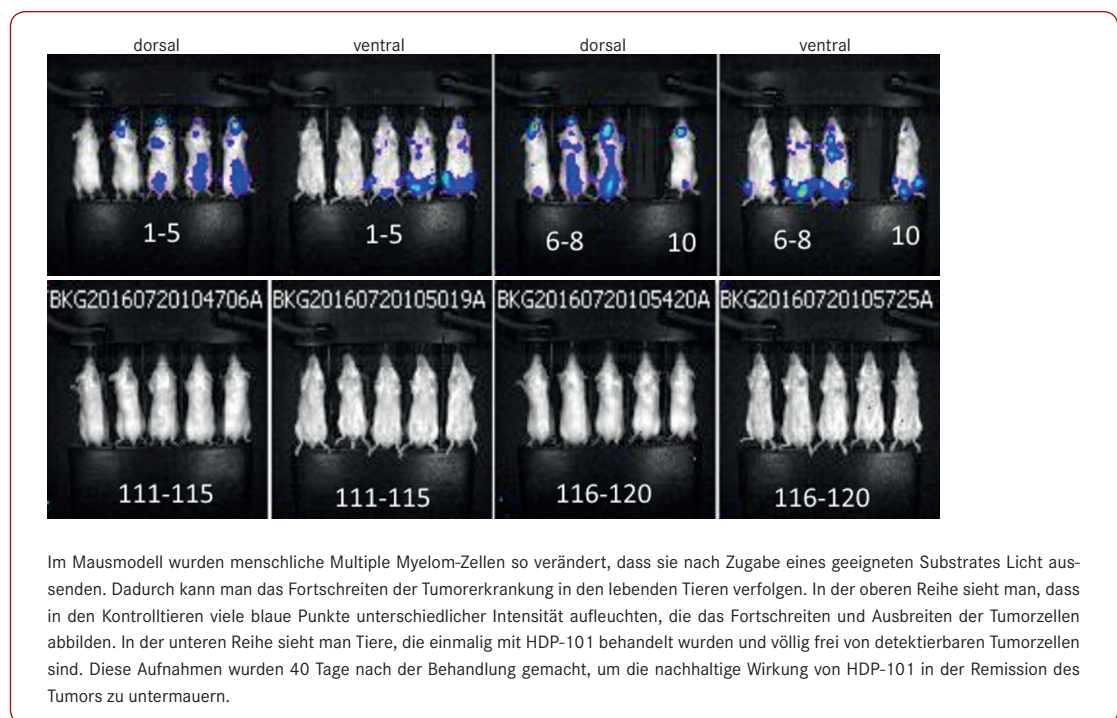 dorsal ventral dorsal ventral
1-5 1-5 6-8 10 6-8 10
BKG20160720104706A BKG20160720105019A BKG20160720105420A BKG20160720105725A
111-115 111-115 116-120 116-120
Im Mausmodell wurden menschliche Multiple Myelom-Zellen so verändert, dass sie nach Zugabe eines geeigneten Substrates Licht aus-
senden. Dadurch kann man das Fortschreiten der Tumorerkrankung in den lebenden Tieren verfolgen. In der oberen Reihe sieht man, dass
in den Kontrolltieren viele blaue Punkte unterschiedlicher Intensität aufleuchten, die das Fortschreiten und Ausbreiten der Tumorzellen
abbilden. In der unteren Reihe sieht man Tiere, die einmalig mit HDP-101 behandelt wurden und völlig frei von detektierbaren Tumorzellen
sind. Diese Aufnahmen wurden 40 Tage nach der Behandlung gemacht, um die nachhaltige Wirkung von HDP-101 in der Remission des
Tumors zu untermauern.